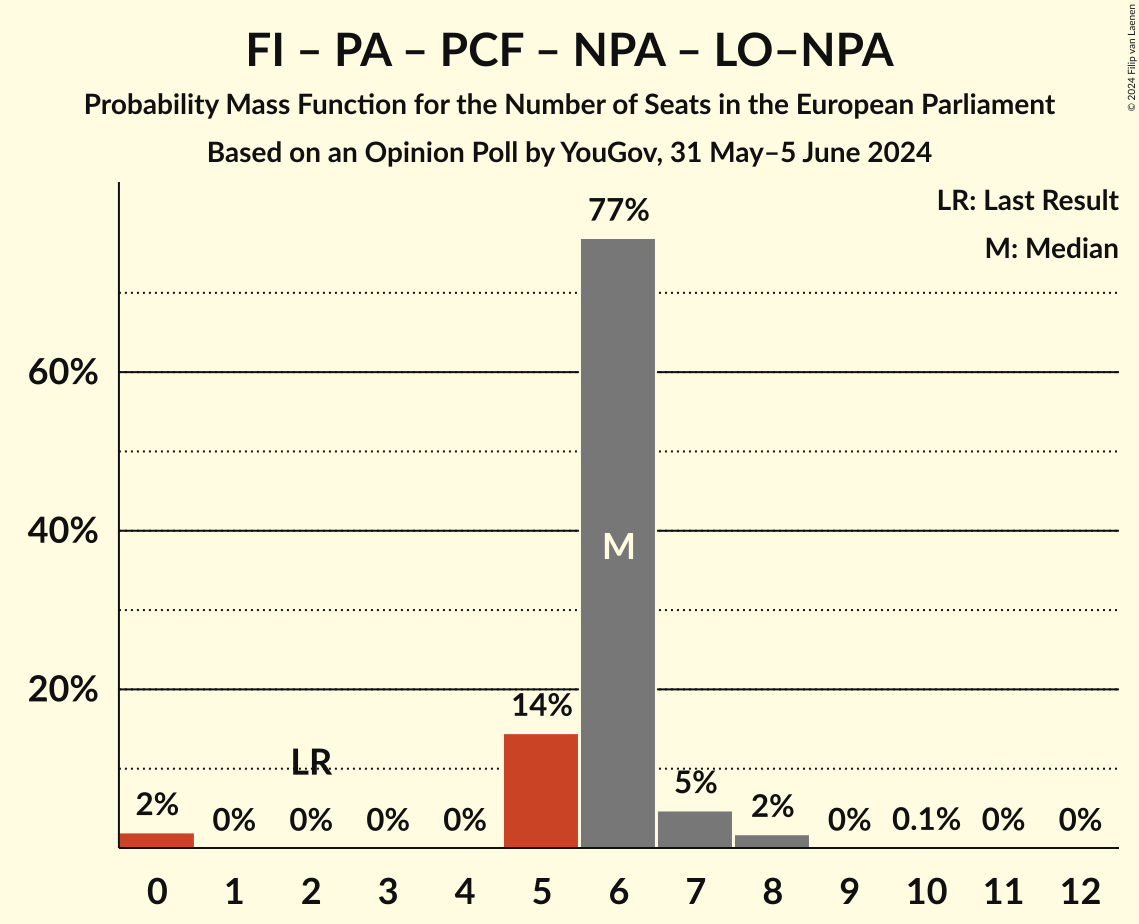 FI – PA – PCF – NPA – LO–NPA
Probability Mass Function for the Number of Seats in the European Parliament
Based on an Opinion Poll by YouGov, 31 May–5 June 2024
© 2024 Filip van Laenen
LR: Last Result
M: Median
77%
60%
40%
M
20%
14%
LR
5%
2%
2%
0%
0%
0%
0%
0%
0.1%
0%
0%
0 1 2 3 4 5 6 7 8 9 10 11 12